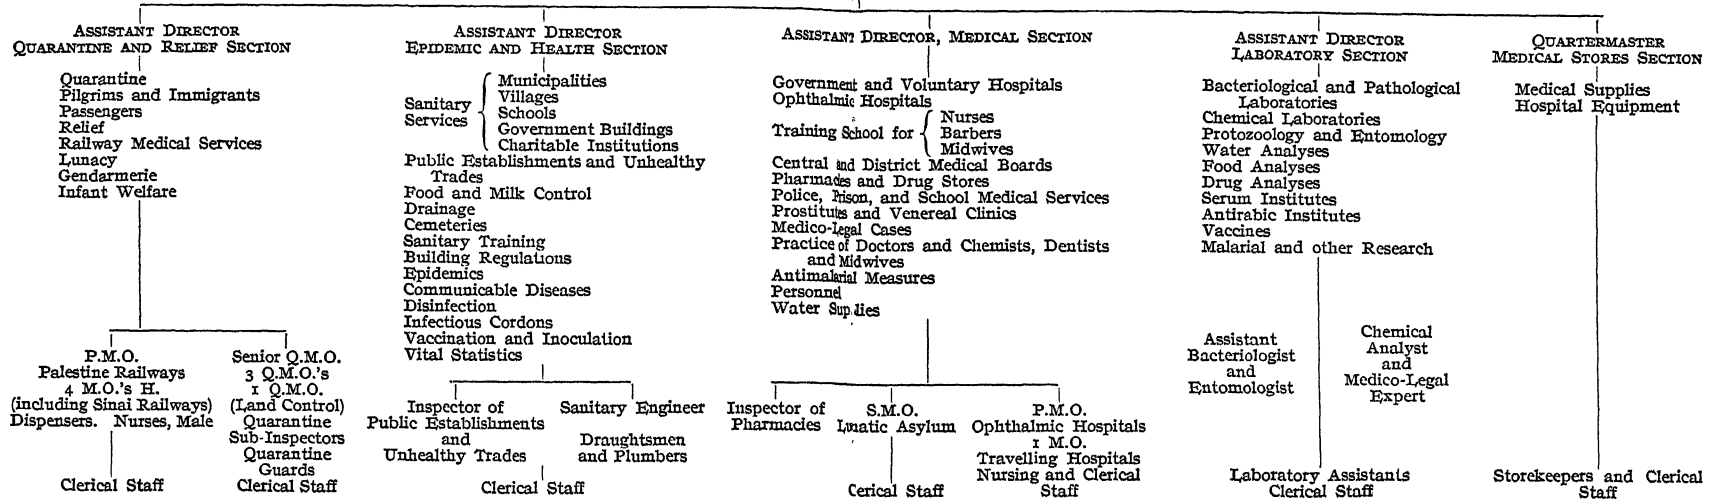 ASSISTANT DIRECTOR
QUARANTINE AND RELIEF SECTION
Quarantine
Pilgrims and Immigrants
Passengers
Relief
Railway Medical Services
Lunacy
Gendarmerie
Infant Welfare
P.M.O.
Palestine Railways
4 M.O.'s H.
(including Sinai Railways)
Dispensers. Nurses, Male
Clerical Staff
Senior Q.M.O.
3 Q.M.O.'s
1 Q.M.O.
(Land Control)
Quarantine
Sub-Inspectors
Quarantine
Guards
Clerical Staff
ASSISTANT DIRECTOR
EPIDEMIC AND HEALTH SECTION
Sanitary
Services
Municipalities
Villages
Schools
Government Buildings
Charitable Institutions
Public Establishments and Unhealthy
Trades
Food and Milk Control
Drainage
Cemeteries
Sanitary Training
Building Regulations
Epidemics
Communicable Diseases
Disinfection
Infectious Cordons
Vaccination and Inoculation
Vital Statistics
Inspector of
Public Establishments
and
Unhealthy Trades
Sanitary Engineer
Draughtsmen
and Plumbers
Clerical Staff
ASSISTANT DIRECTOR, MEDICAL SECTION
Government and Voluntary Hospitals
Ophthalmic Hospitals
Training School for
Nurses
Barbers
Midwives
Central and District Medical Boards
Pharmacies and Drug Stores
Police, Prison, and School Medical Services
Prostitutes and Venereal Clinics
Medico-Legal Cases
Practice of Doctors and Chemists, Dentists
and Midwives
Antimalarial Measures
Personnel
Water Supplies
Inspector of
Pharmacies
S.M.O.
Lunatic Asylum
Cerical Staff
P.M.O.
Ophthalmic Hospitals
1 M.O.
Travelling Hospitals
Nursing and Clerical
Staff
ASSISTANT DIRECTOR
LABORATORY SECTION
Bacteriological and Pathological
Laboratories
Chemical Laboratories
Protozoology and Entomology
Water Analyses
Food Analyses
Drug Analyses
Serum Institutes
Antirabic Institutes
Vaccines
Malarial and other Research
Assistant
Bacteriologist
and
Entomologist
Chemical
Analyst
and
Medico-Legal
Expert
Laboratory Assistants
Clerical Staff
QUARTERMASTER
MEDICAL STORES SECTION
Medical Supplies
Hospital Equipment
Storekeepers and Clerical
Staff